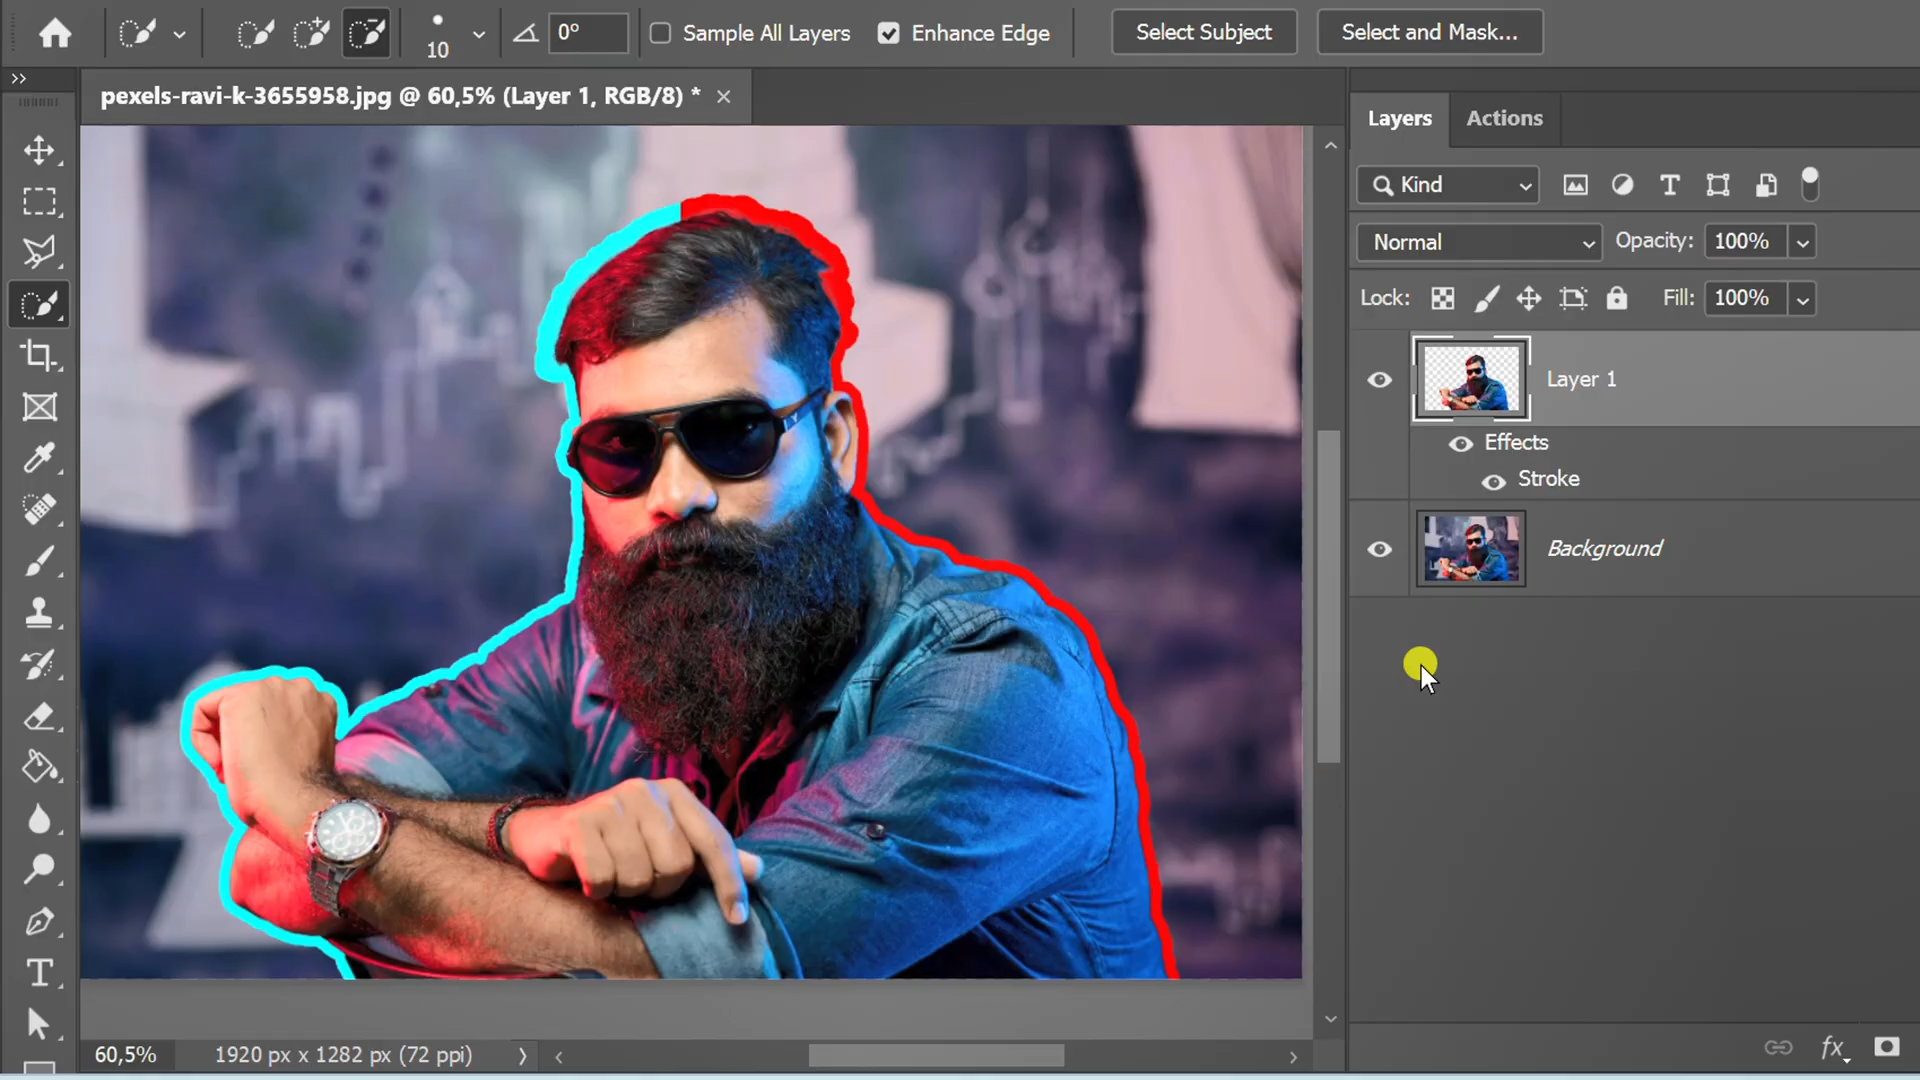 10
0°
Sample All Layers
Enhance Edge
Select Subject
Select and Mask...
pexels-ravi-k-3655958.jpg @ 60,5% (Layer 1, RGB/8) *
Layers
Actions
Kind
Normal
Opacity:
100%
Lock:
Fill:
100%
Layer 1
Effects
Stroke
Background
60,5%
1920 px x 1282 px (72 ppi)
fx